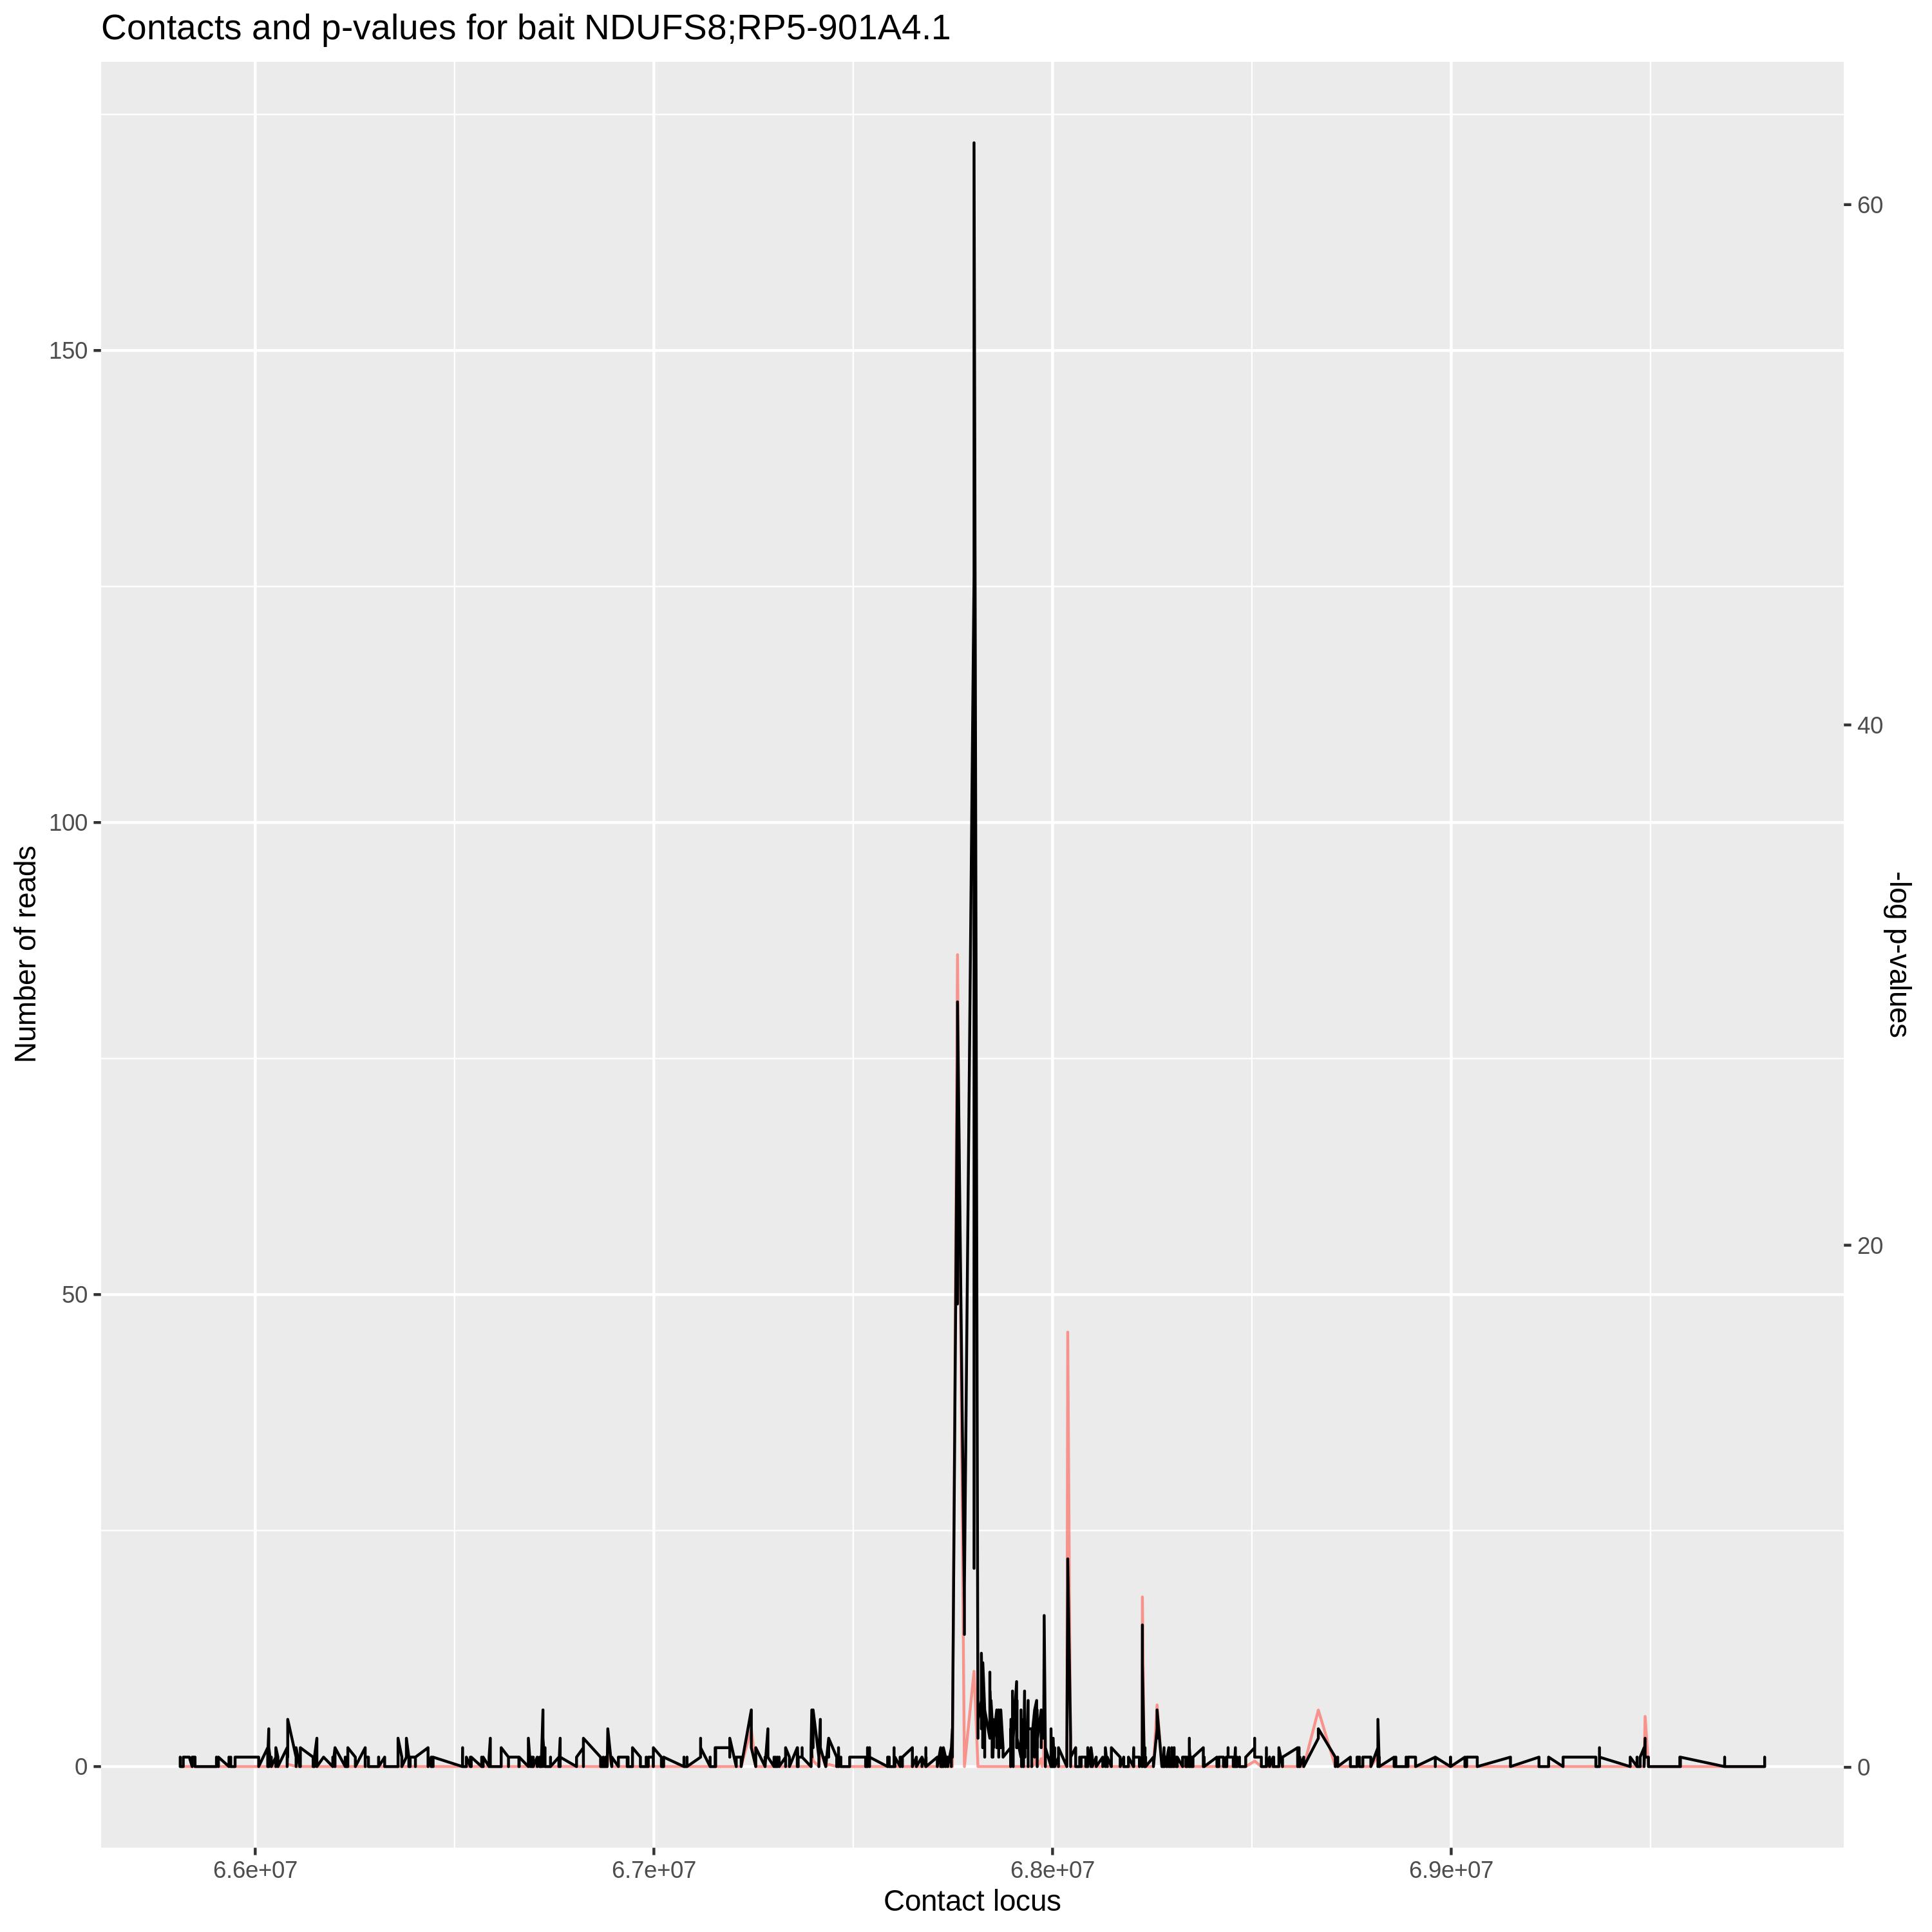 Contacts and p-values for bait NDUFS8;RP5-901A4.1
Number of reads
150
100
50
0
60
40
20
0
-log p-values
6.6e+07
6.7e+07
6.8e+07
6.9e+07
Contact locus